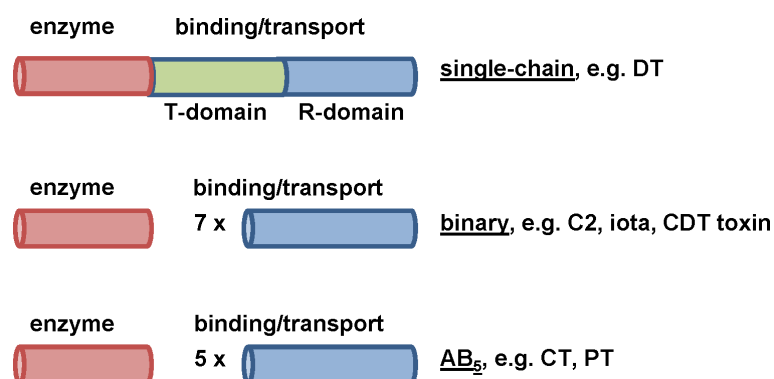 enzyme binding/transport
single-chain, e.g. DT
T-domain R-domain
enzyme binding/transport
7 x binary, e.g. C2, iota, CDT toxin
enzyme binding/transport
5 x AB5, e.g. CT, PT